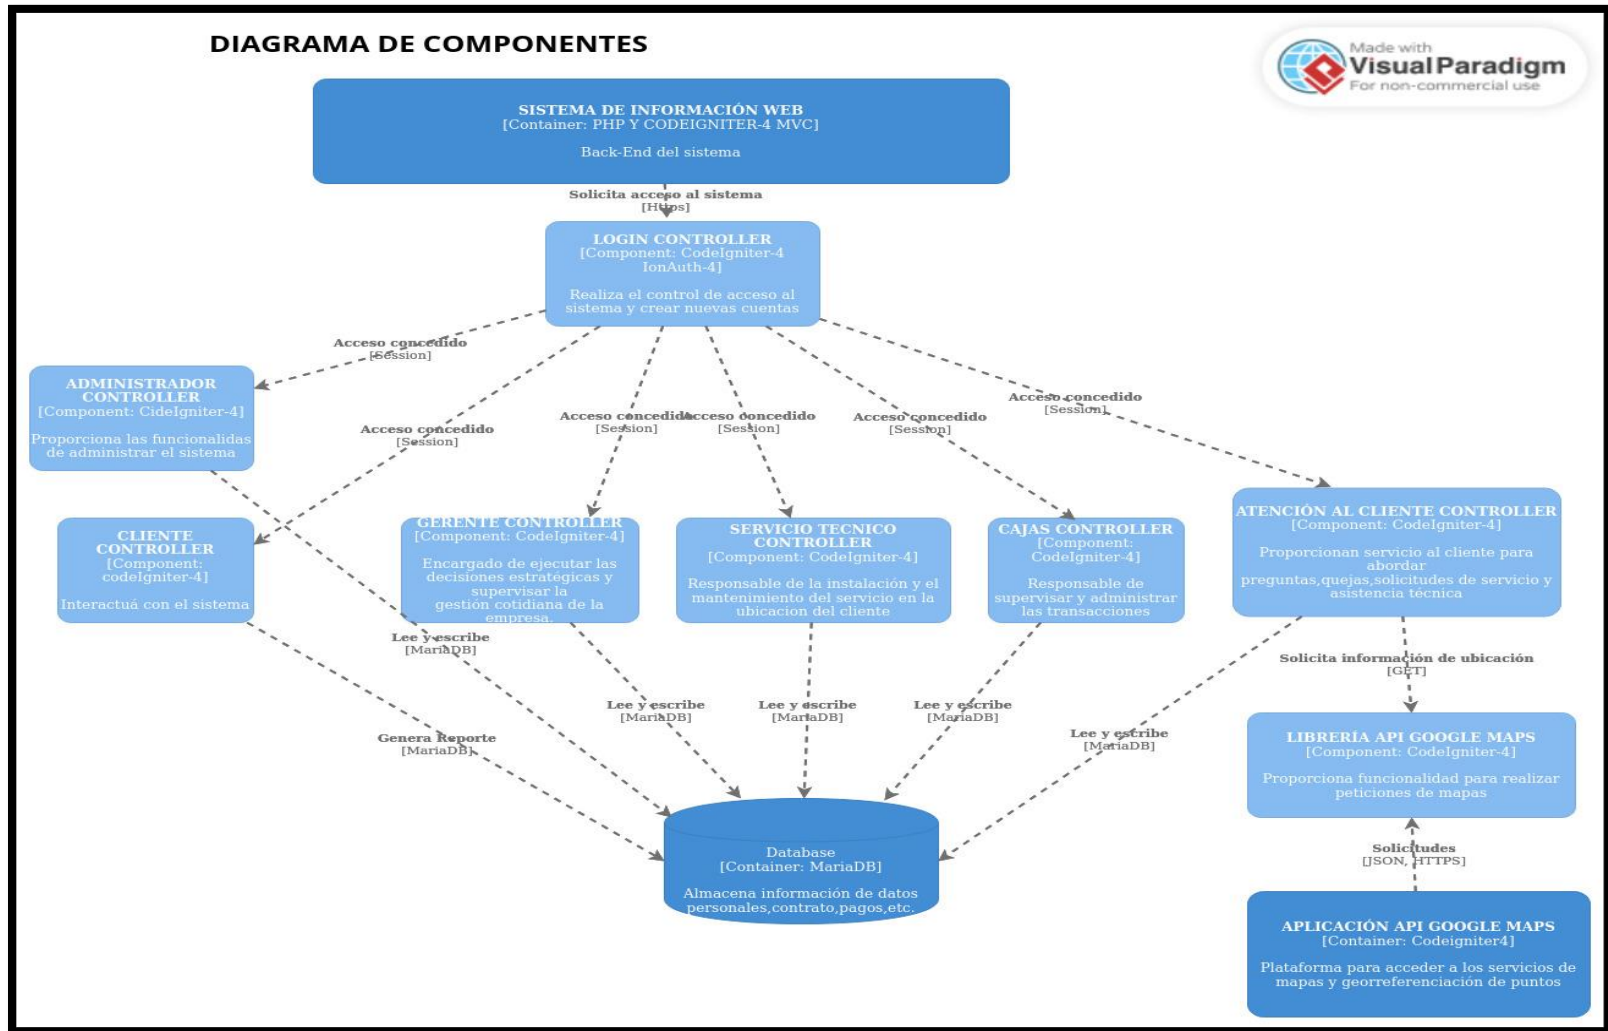 DIAGRAMA DE COMPONENTES
Made with
Visual Paradigm
For non-commercial use
SISTEMA DE INFORMACIÓN WEB
[Container: PHP Y CODEIGNITER-4 MVC]
Back-End del sistema
Solicita acceso al sistema
[Https]
LOGIN CONTROLLER
[Component: CodeIgniter-4
IonAuth-4]
Realiza el control de acceso al
sistema y crear nuevas cuentas
Acceso concedido
[Session]
ADMINISTRADOR
CONTROLLER
[Component: CideIgniter-4]
Proporciona las funcionalidas
de administrar el sistema
Acceso concedido
[Session]
Acceso concedido
[Session]
Acceso concedido
[Session]
Acceso concedido
[Session]
Acceso concedido
[Session]
CLIENTE
CONTROLLER
[Component:
codeIgniter-4]
Interactuá con el sistema
GERENTE CONTROLLER
[Component: CodeIgniter-4]
Encargado de ejecutar las
decisiones estratégicas y
supervisar la
gestión cotidiana de la
empresa.
SERVICIO TECNICO
CONTROLLER
[Component: CodeIgniter-4]
Responsable de la instalación y el
mantenimiento del servicio en la
ubicacion del cliente
CAJAS CONTROLLER
[Component:
CodeIgniter-4]
Responsable de
supervisar y administrar
las transacciones
ATENCIÓN AL CLIENTE CONTROLLER
[Component: CodeIgniter-4]
Proporcionan servicio al cliente para
abordar
preguntas,quejas,solicitudes de servicio y
asistencia técnica
Lee y escribe
[MariaDB]
Genera Reporte
[MariaDB]
Lee y escribe
[MariaDB]
Lee y escribe
[MariaDB]
Lee y escribe
[MariaDB]
Lee y escribe
[MariaDB]
Solicita información de ubicación
[GET]
LIBRERÍA API GOOGLE MAPS
[Component: CodeIgniter-4]
Proporciona funcionalidad para realizar
peticiones de mapas
Solicitudes
[JSON, HTTPS]
Database
[Container: MariaDB]
Almacena información de datos
personales,contrato,pagos,etc.
APLICACIÓN API GOOGLE MAPS
[Container: Codeigniter4]
Plataforma para acceder a los servicios de
mapas y georreferenciación de puntos